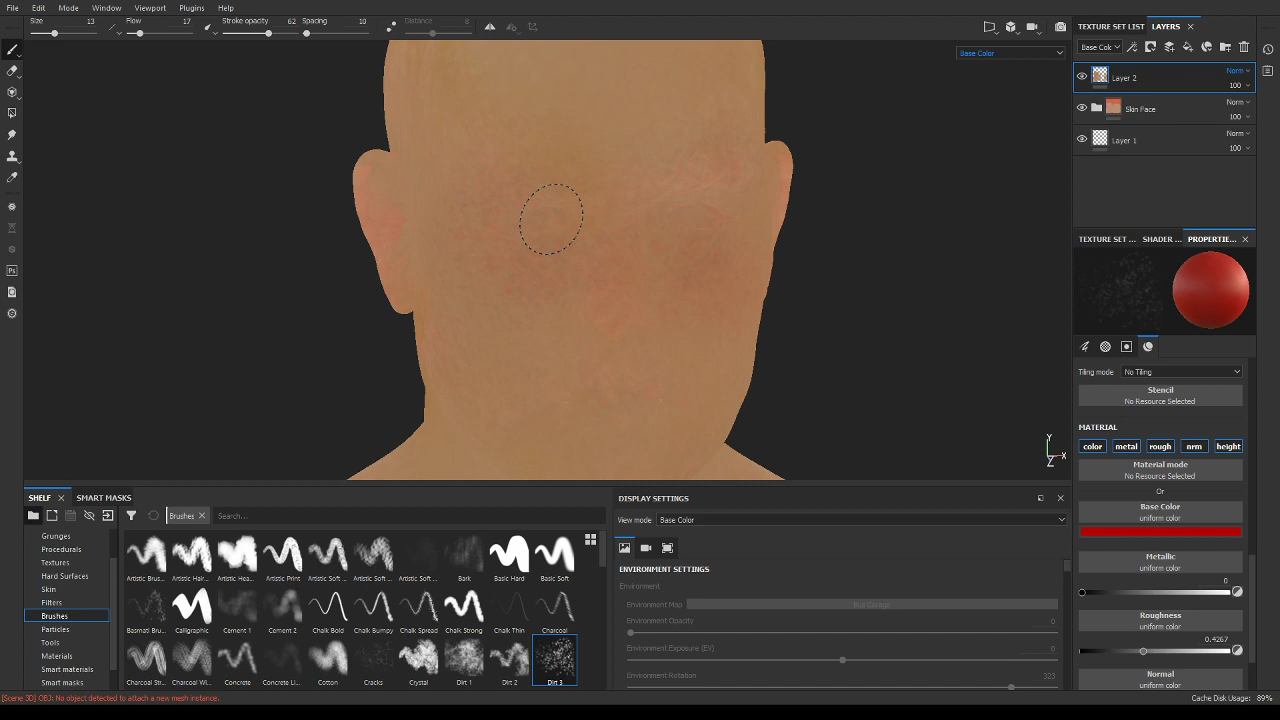 File Edit Mode Window Viewport Plugins Help
Size 13 Flow 17 Stroke opacity 62 Spacing 10 Distance 8
Base Color
TEXTURE SET LIST LAYERS
Base Col
Layer 2 Norm 100
Skin Face Norm 100
Layer 1 Norm 100
TEXTURE SET ... SHADER ... PROPERTIE...
Tiling mode No Tiling
Stencil
No Resource Selected
MATERIAL
color metal rough nrm height
Material mode
No Resource Selected
Or
Base Color
uniform color
Metallic
uniform color
0
Roughness
uniform color
0.4267
Normal
uniform color
Y
X
Z
SHELF SMART MASKS
Brushes Search...
Grunges
Procedurals
Textures
Hard Surfaces
Skin
Filters
Brushes
Particles
Tools
Materials
Smart materials
Smart masks
Artistic Brus... Artistic Hair... Artistic Hea... Artistic Print Artistic Soft ... Artistic Soft ... Artistic Soft ... Bark Basic Hard Basic Soft
Basmati Bru... Calligraphic Cement 1 Cement 2 Chalk Bold Chalk Bumpy Chalk Spread Chalk Strong Chalk Thin Charcoal
Charcoal Str... Charcoal Wi... Concrete Concrete Li... Cotton Cracks Crystal Dirt 1 Dirt 2 Dirt 3
DISPLAY SETTINGS
View mode Base Color
ENVIRONMENT SETTINGS
Environment
Environment Map
Environment Opacity 0
Environment Exposure (EV) 0
Environment Rotation 323
Ps
[Scene 3D] OBJ: No object detected to attach a new mesh instance.
Cache Disk Usage: 89%